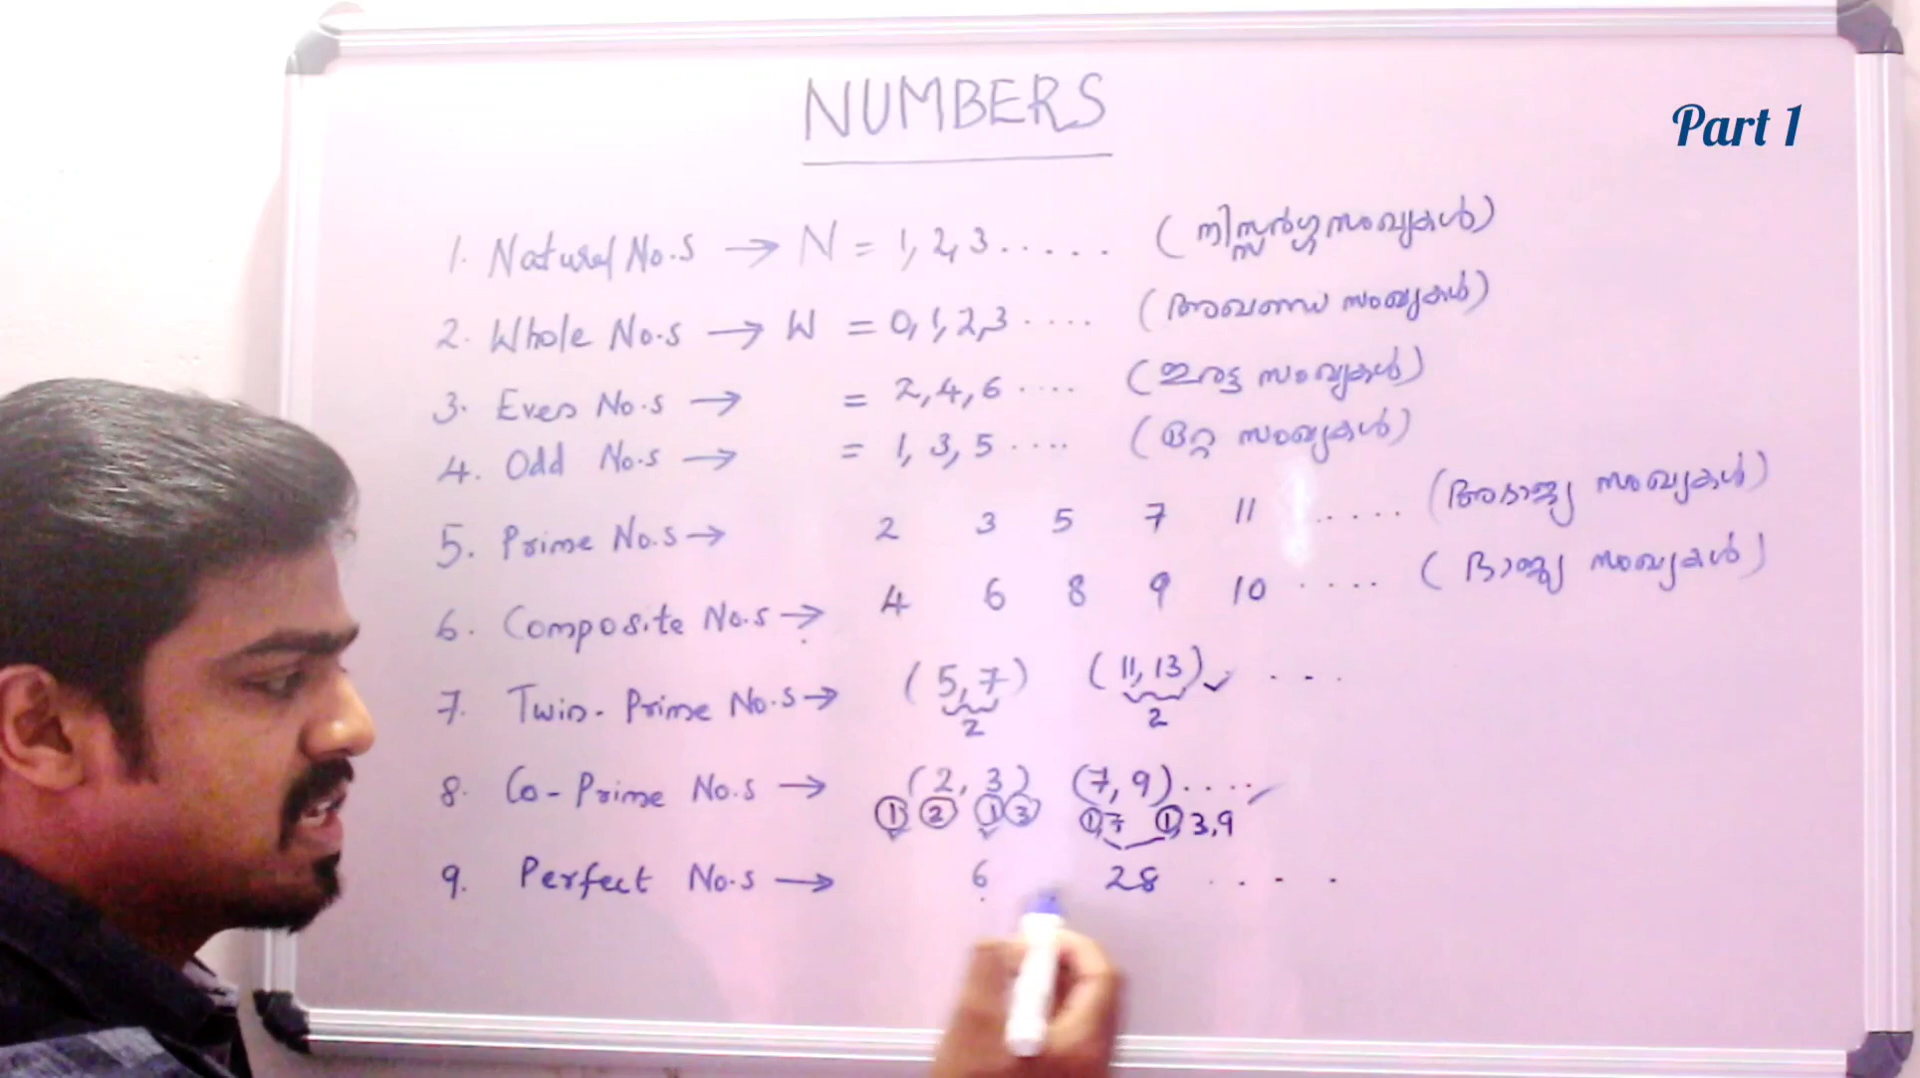 NUMBERS
Part 1
1. Natural No.s → N = 1, 2, 3 ..... (നിസ്സർഗ്ഗ സംഖ്യകൾ)
2. Whole No.s → W = 0, 1, 2, 3 .... (അഖണ്ഡ സംഖ്യകൾ)
3. Even No.s → = 2, 4, 6 .... (ഇരട്ട സംഖ്യകൾ)
4. Odd No.s → = 1, 3, 5 .... (ഒറ്റ സംഖ്യകൾ)
5. Prime No.s → 2 3 5 7 11 ..... (അഭാജ്യ സംഖ്യകൾ)
6. Composite No.s → 4 6 8 9 10 .... (ഭാജ്യ സംഖ്യകൾ)
7. Twin-Prime No.s → (5, 7) (11, 13) ✓ ...
2 2
8. Co-Prime No.s → (2, 3) (7, 9) ....
① ② ① ③ ①, 7 ①, 3, 9
9. Perfect No.s → 6 28 ....